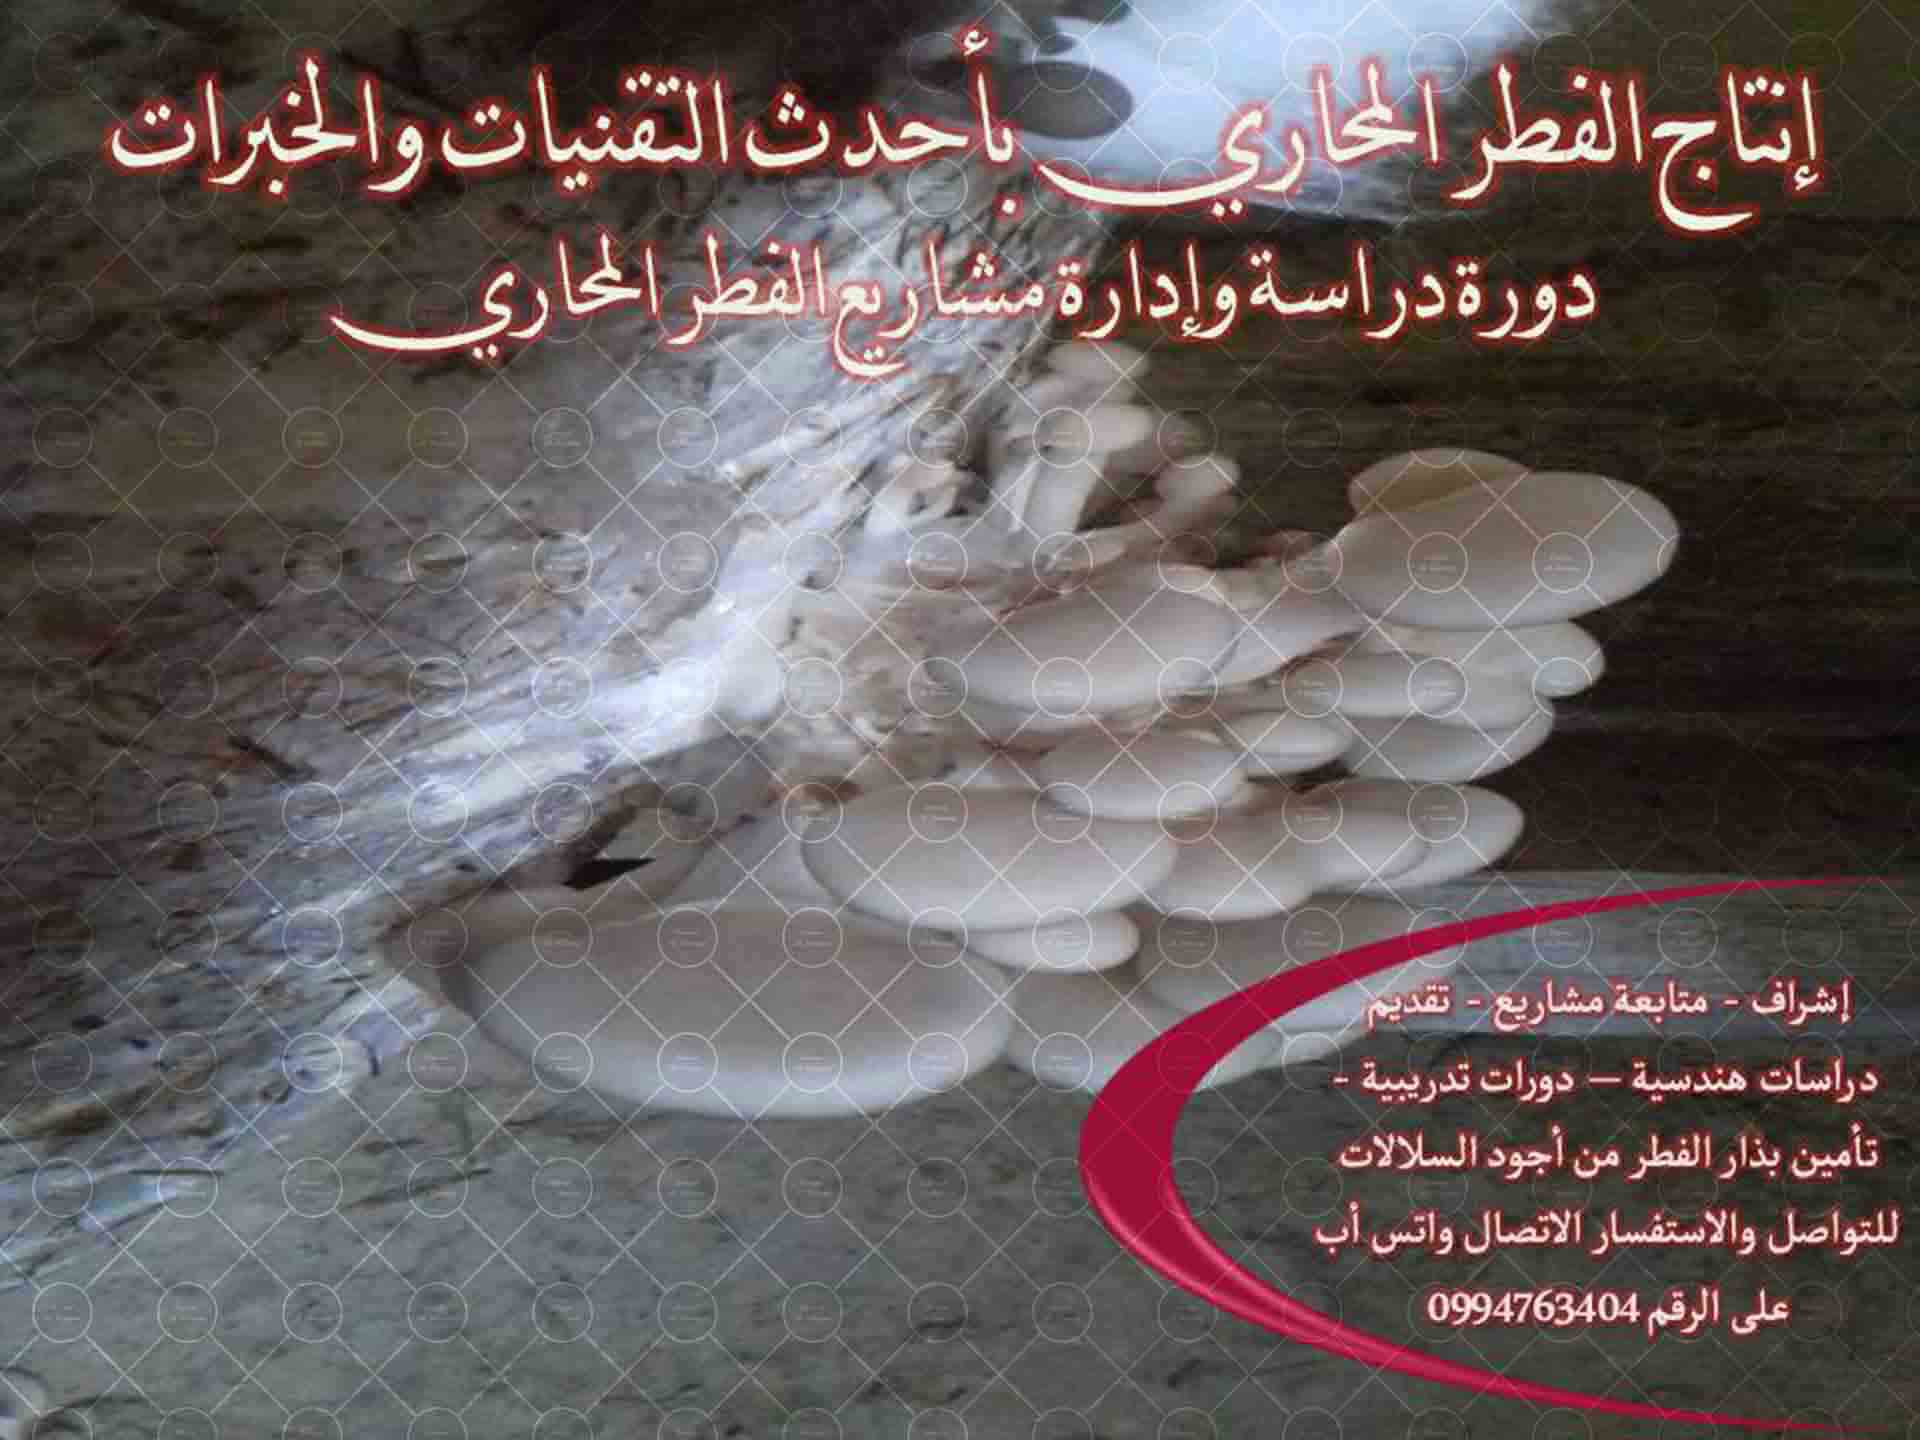 إنتاج الفطر المحاري بأحدث التقنيات والخبرات
دورة دراسة وإدارة مشاريع الفطر المحاري
إشراف - متابعة مشاريع - تقديم
دراسات هندسية – دورات تدريبية -
تأمين بذار الفطر من أجود السلالات
للتواصل والاستفسار الاتصال واتس أب
على الرقم 0994763404